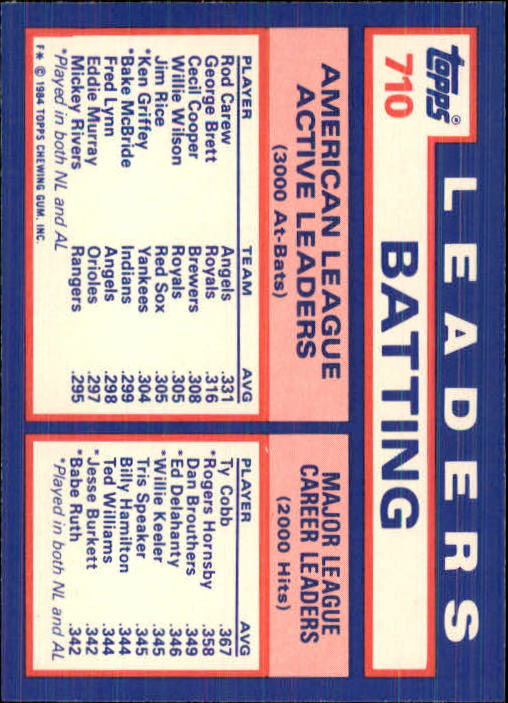 topps®
710
LEADERS
BATTING
AMERICAN LEAGUE
ACTIVE LEADERS
(3000 At-Bats)
PLAYER TEAM AVG
Rod Carew Angels .331
George Brett Royals .316
Cecil Cooper Brewers .308
Willie Wilson Royals .305
Jim Rice Red Sox .305
*Ken Griffey Yankees .304
*Bake McBride Indians .299
Fred Lynn Angels .298
Eddie Murray Orioles .297
Mickey Rivers Rangers .295
*Played in both NL and AL
F* © 1984 TOPPS CHEWING GUM, INC.
MAJOR LEAGUE
CAREER LEADERS
(2000 Hits)
PLAYER AVG
Ty Cobb .367
*Rogers Hornsby .358
Dan Brouthers .349
*Ed Delahanty .346
*Willie Keeler .345
Tris Speaker .345
Billy Hamilton .344
Ted Williams .344
*Jesse Burkett .342
*Babe Ruth .342
*Played in both NL and AL